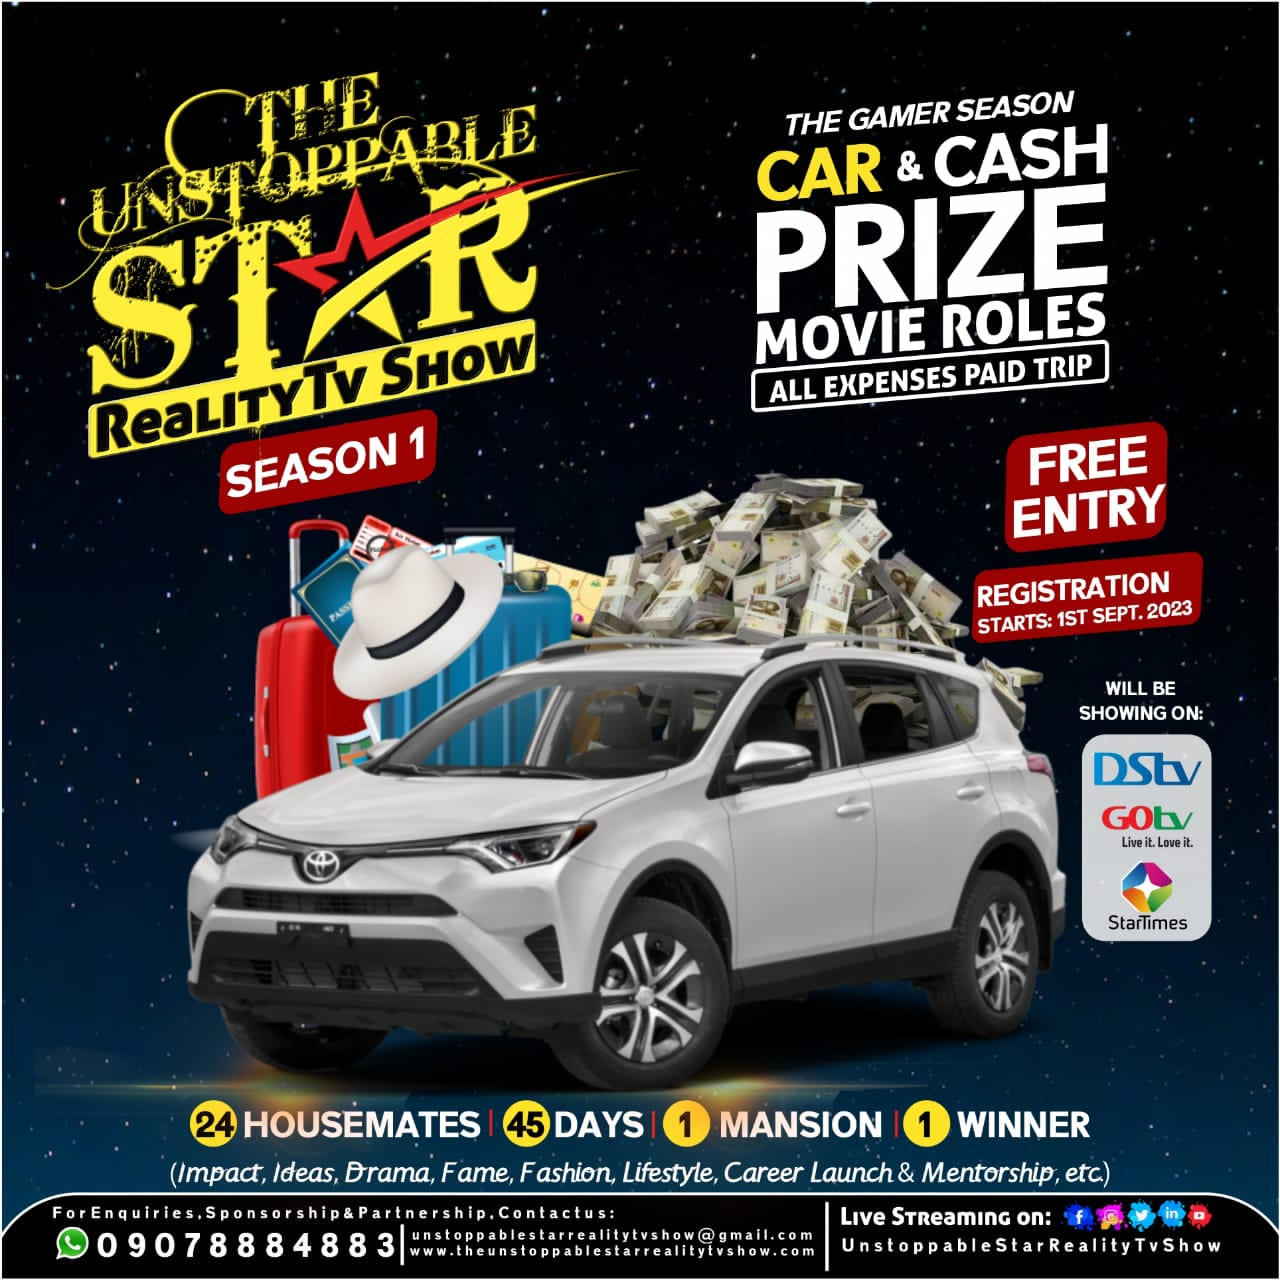 THE
UNSTOPPABLE
STAR
REALITYTV SHOW
SEASON 1
THE GAMER SEASON
CAR & CASH
PRIZE
MOVIE ROLES
ALL EXPENSES PAID TRIP
FREE
ENTRY
REGISTRATION
STARTS: 1ST SEPT. 2023
WILL BE
SHOWING ON:
DStv
GOtv
Live it. Love it.
StarTimes
24 HOUSEMATES | 45 DAYS | 1 MANSION | 1 WINNER
(Impact, Ideas, Drama, Fame, Fashion, Lifestyle, Career Launch & Mentorship, etc.)
For Enquiries, Sponsorship & Partnership, Contact us:
09078884883
unstoppablestarrealitytvshow@gmail.com
www.theunstoppablestarrealitytvshow.com
LIVE STREAMING on:
UnstoppableStarRealityTvShow